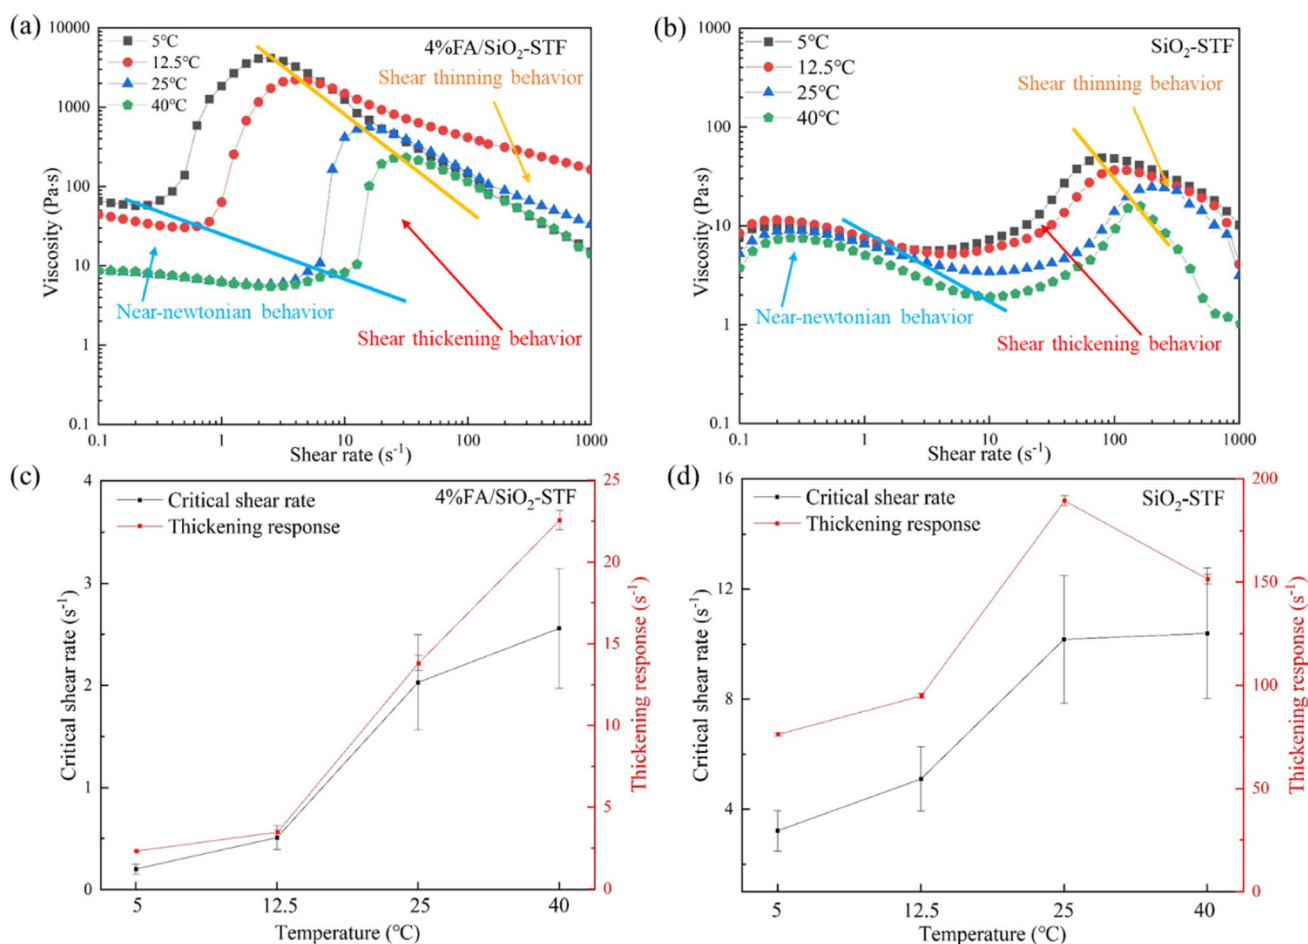 (a)
4%FA/SiO₂-STF
5°C
12.5°C
25°C
40°C
Shear thinning behavior
Near-newtonian behavior
Shear thickening behavior
Viscosity (Pa·s)
10000
1000
100
10
1
0.1
0.1 1 10 100 1000
Shear rate (s⁻¹)
(b)
SiO₂-STF
5°C
12.5°C
25°C
40°C
Shear thinning behavior
Near-newtonian behavior
Shear thickening behavior
Viscosity (Pa·s)
1000
100
10
1
0.1
0.1 1 10 100 1000
Shear rate (s⁻¹)
(c)
Critical shear rate
Thickening response
4%FA/SiO₂-STF
Critical shear rate (s⁻¹)
4
3
2
1
0
Thickening response (s⁻¹)
25
20
15
10
5
0
5 12.5 25 40
Temperature (°C)
(d)
Critical shear rate
Thickening response
SiO₂-STF
Critical shear rate (s⁻¹)
16
12
8
4
Thickening response (s⁻¹)
200
150
100
50
0
5 12.5 25 40
Temperature (°C)